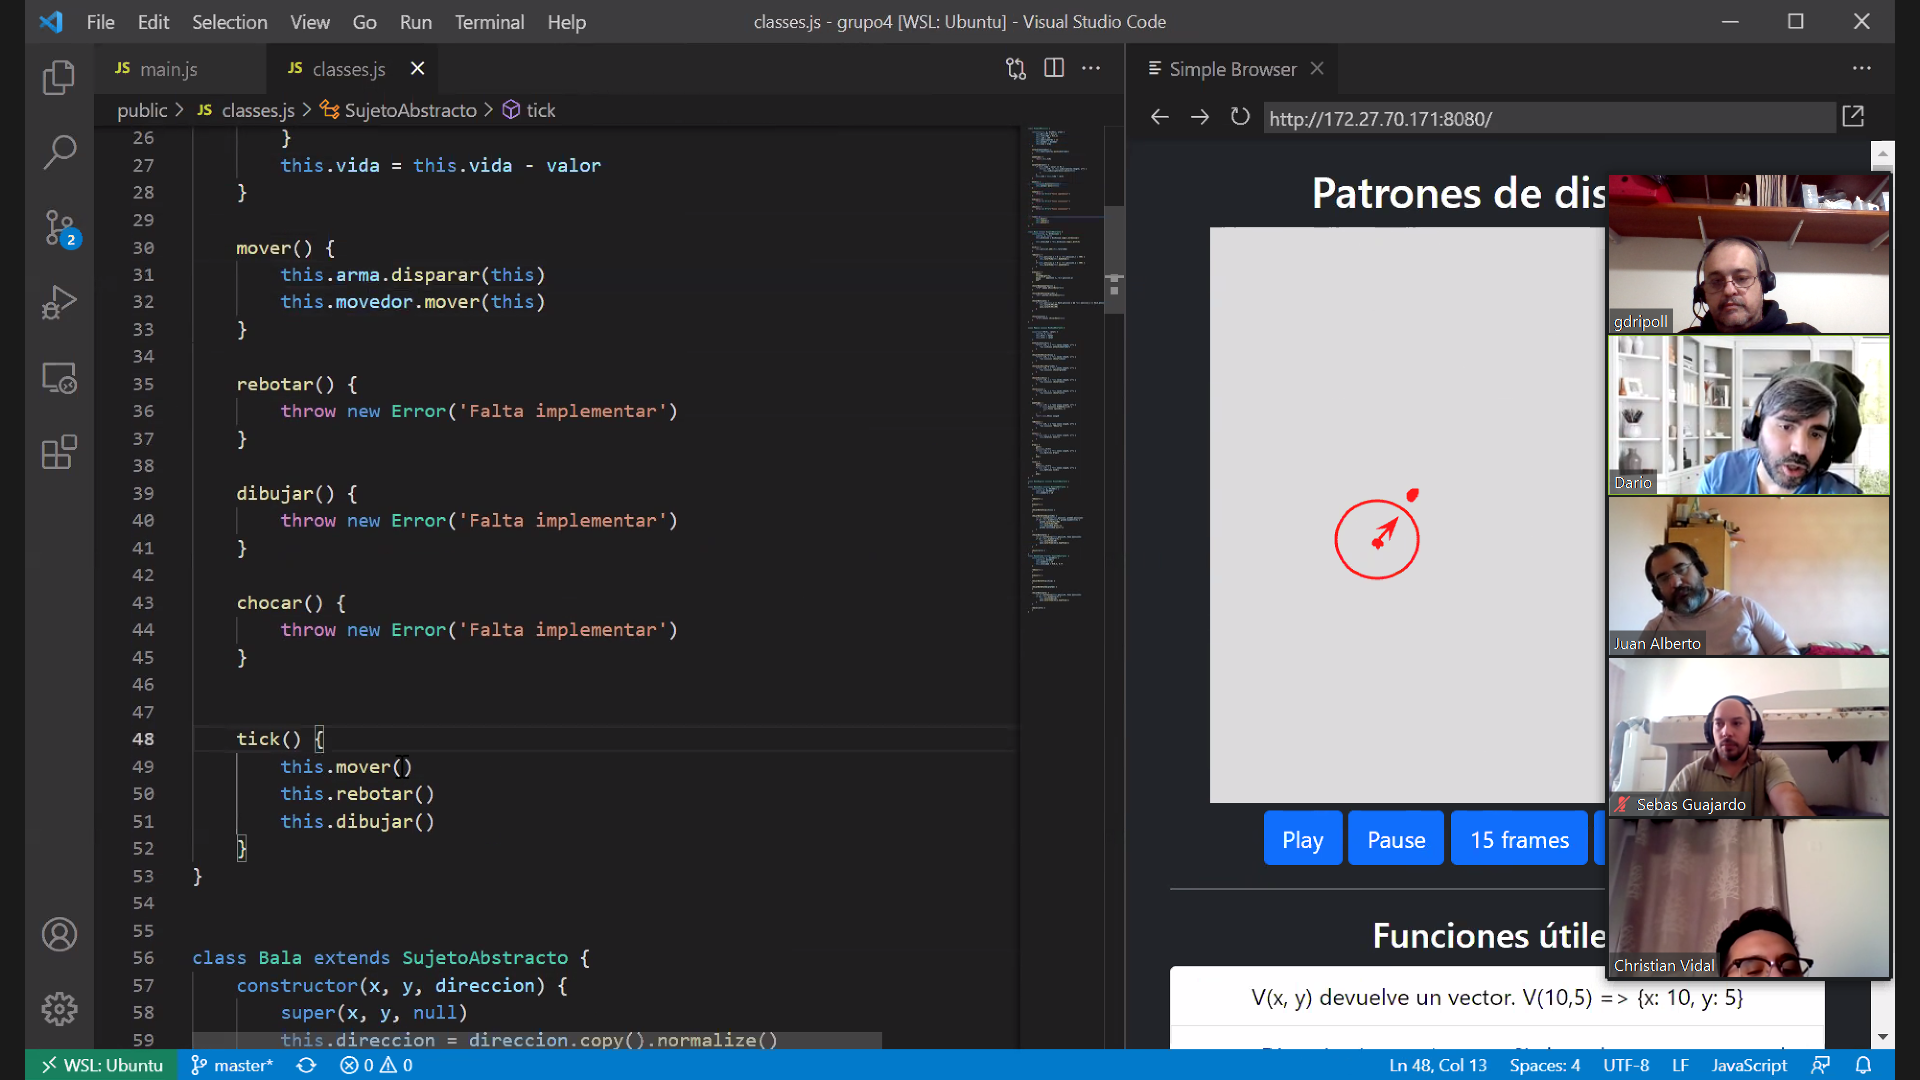 File Edit Selection View Go Run Terminal Help
classes.js - grupo4 [WSL: Ubuntu] - Visual Studio Code
JS main.js
JS classes.js
Simple Browser
public > JS classes.js > SujetoAbstracto > tick
http://172.27.70.171:8080/
26 }
27 this.vida = this.vida - valor
28 }
29
30 mover() {
31 this.arma.disparar(this)
32 this.movedor.mover(this)
33 }
34
35 rebotar() {
36 throw new Error('Falta implementar')
37 }
38
39 dibujar() {
40 throw new Error('Falta implementar')
41 }
42
43 chocar() {
44 throw new Error('Falta implementar')
45 }
46
47
48 tick() {
49 this.mover()
50 this.rebotar()
51 this.dibujar()
52 }
53 }
54
55
56 class Bala extends SujetoAbstracto {
57 constructor(x, y, direccion) {
58 super(x, y, null)
59 this.direccion = direccion.copy().normalize()
2
Patrones de dis
Play
Pause
15 frames
Funciones útile
V(x, y) devuelve un vector. V(10,5) => {x: 10, y: 5}
gdripoll
Dario
Juan Alberto
Sebas Guajardo
Christian Vidal
WSL: Ubuntu
master*
0 0
Ln 48, Col 13
Spaces: 4
UTF-8
LF
JavaScript